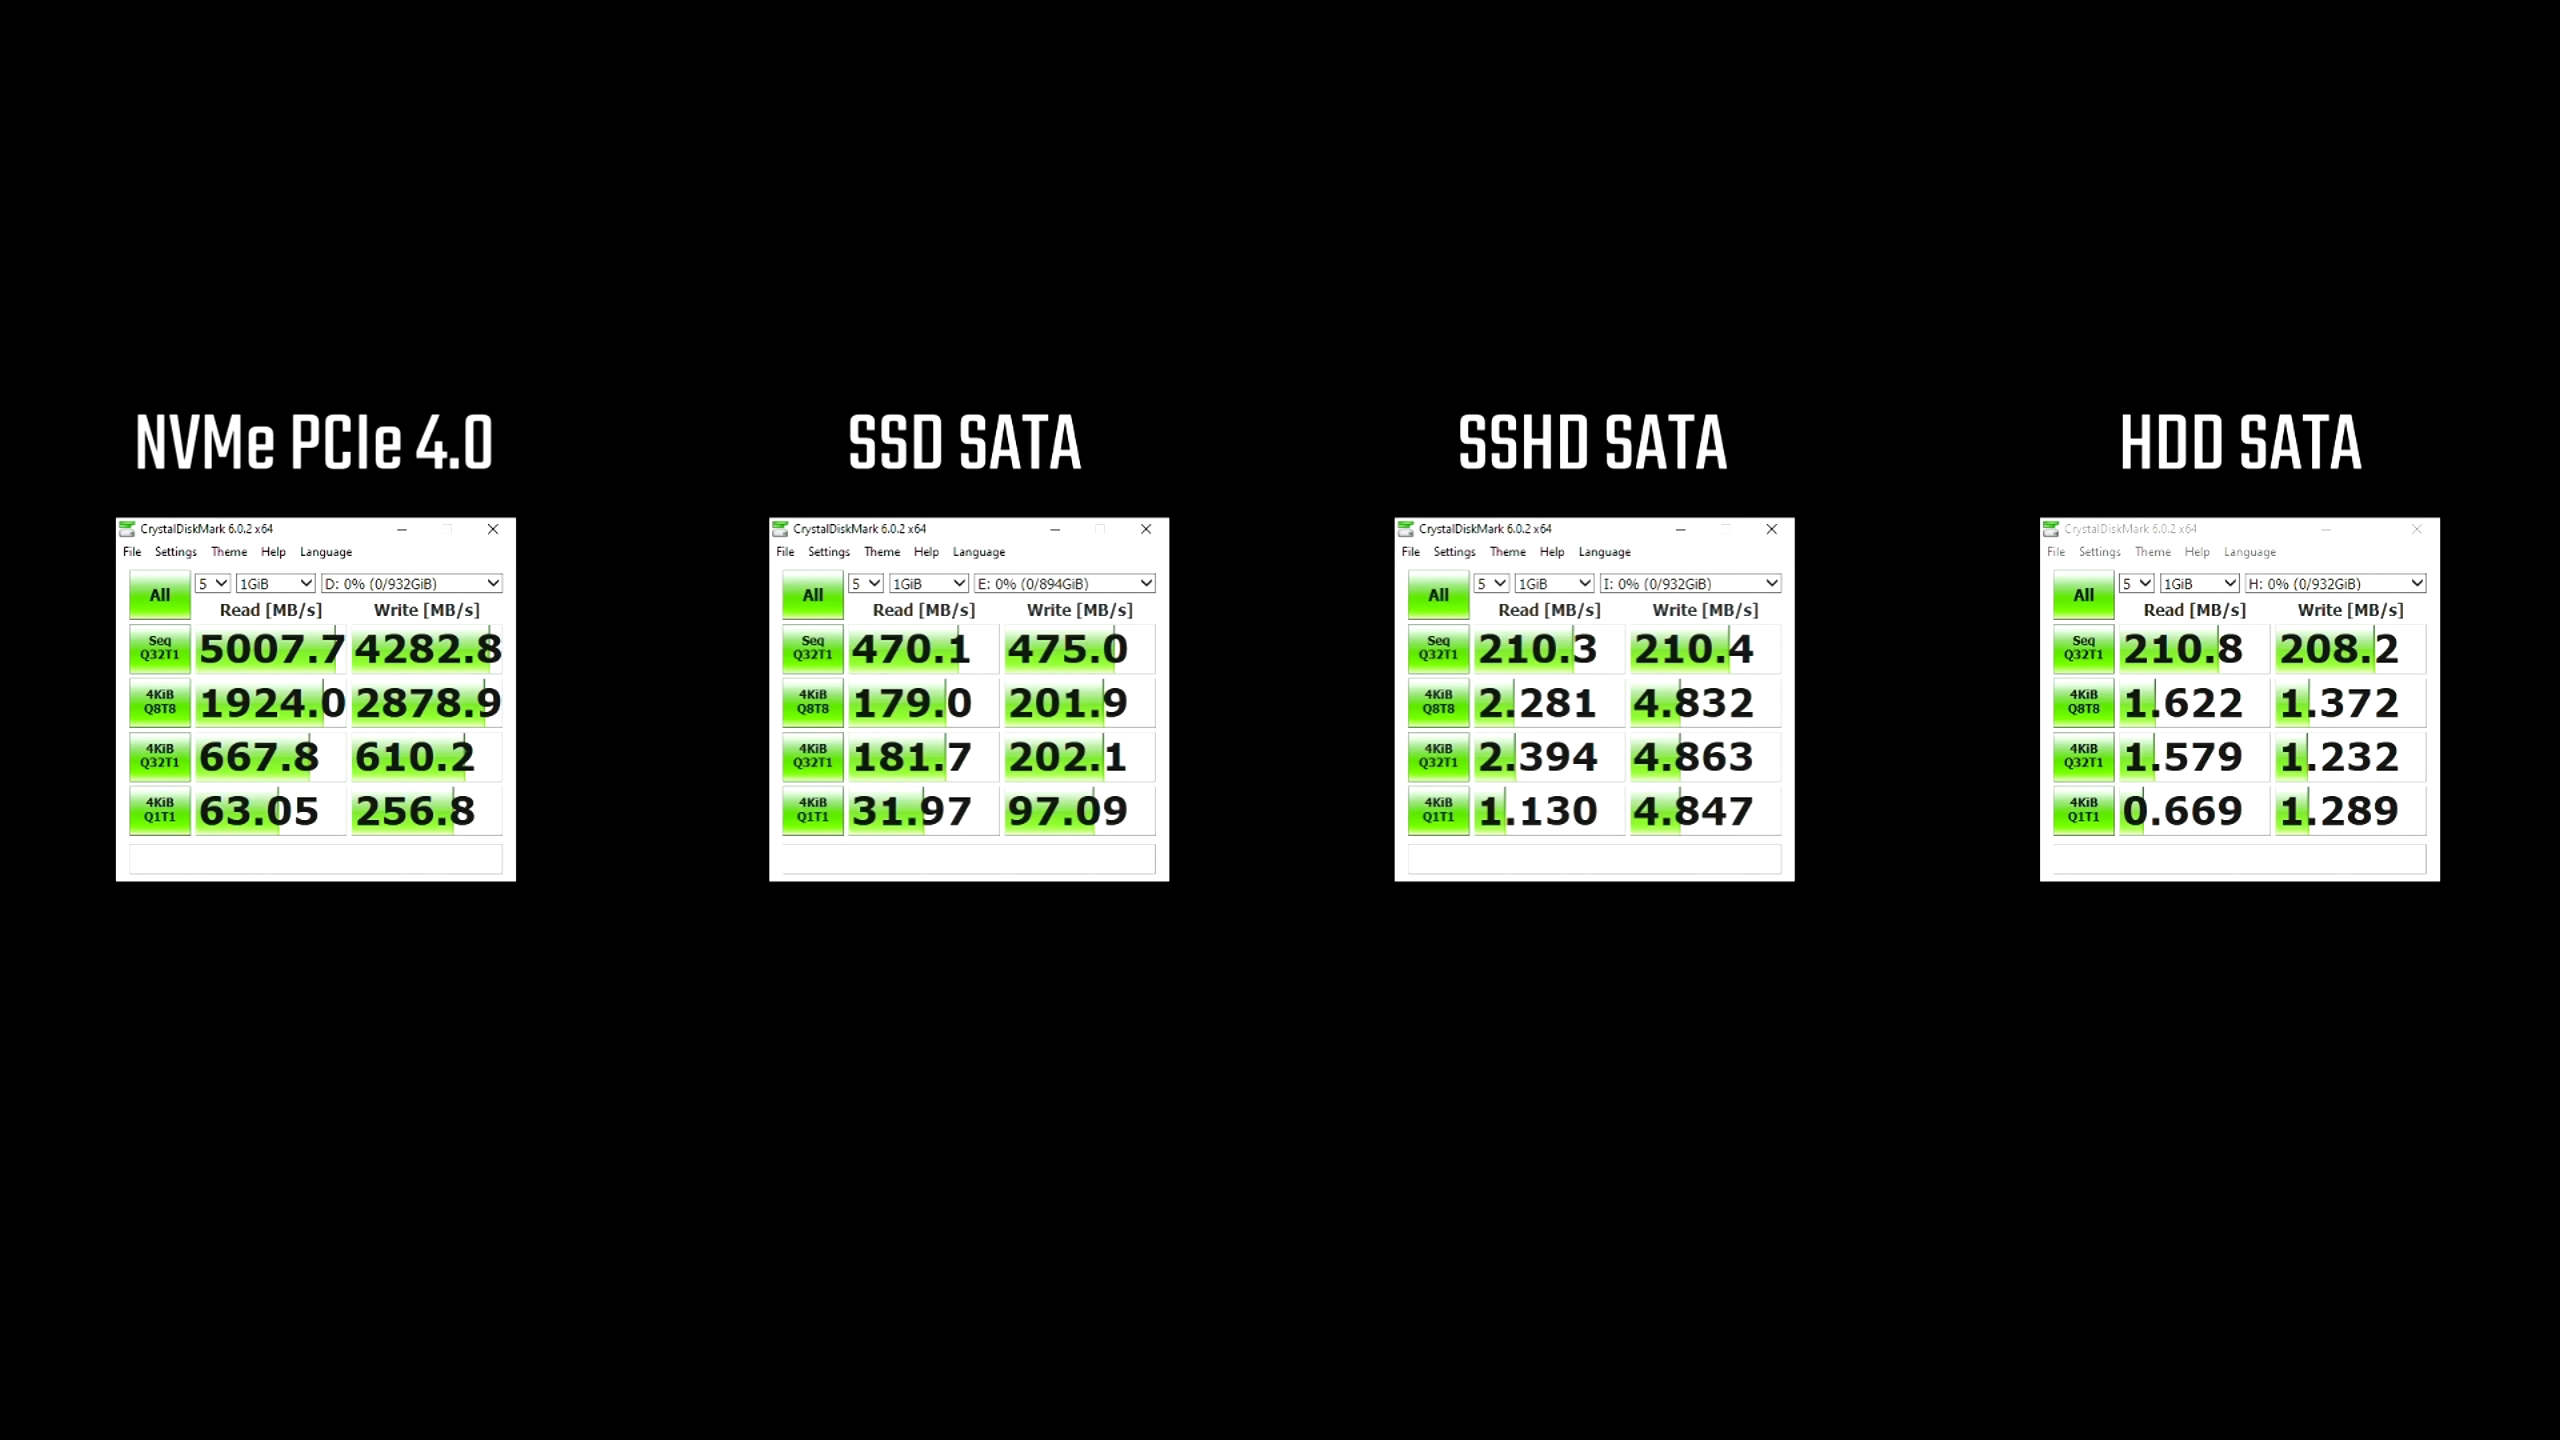 NVMe PCIe 4.0
CrystalDiskMark 6.0.2 x64
File Settings Theme Help Language
All 5 1GiB D: 0% (0/932GiB)
Read [MB/s] Write [MB/s]
Seq Q32T1 5007.7 4282.8
4KiB Q8T8 1924.0 2878.9
4KiB Q32T1 667.8 610.2
4KiB Q1T1 63.05 256.8
SSD SATA
CrystalDiskMark 6.0.2 x64
File Settings Theme Help Language
All 5 1GiB E: 0% (0/894GiB)
Read [MB/s] Write [MB/s]
Seq Q32T1 470.1 475.0
4KiB Q8T8 179.0 201.9
4KiB Q32T1 181.7 202.1
4KiB Q1T1 31.97 97.09
SSHD SATA
CrystalDiskMark 6.0.2 x64
File Settings Theme Help Language
All 5 1GiB I: 0% (0/932GiB)
Read [MB/s] Write [MB/s]
Seq Q32T1 210.3 210.4
4KiB Q8T8 2.281 4.832
4KiB Q32T1 2.394 4.863
4KiB Q1T1 1.130 4.847
HDD SATA
CrystalDiskMark 6.0.2 x64
File Settings Theme Help Language
All 5 1GiB H: 0% (0/932GiB)
Read [MB/s] Write [MB/s]
Seq Q32T1 210.8 208.2
4KiB Q8T8 1.622 1.372
4KiB Q32T1 1.579 1.232
4KiB Q1T1 0.669 1.289